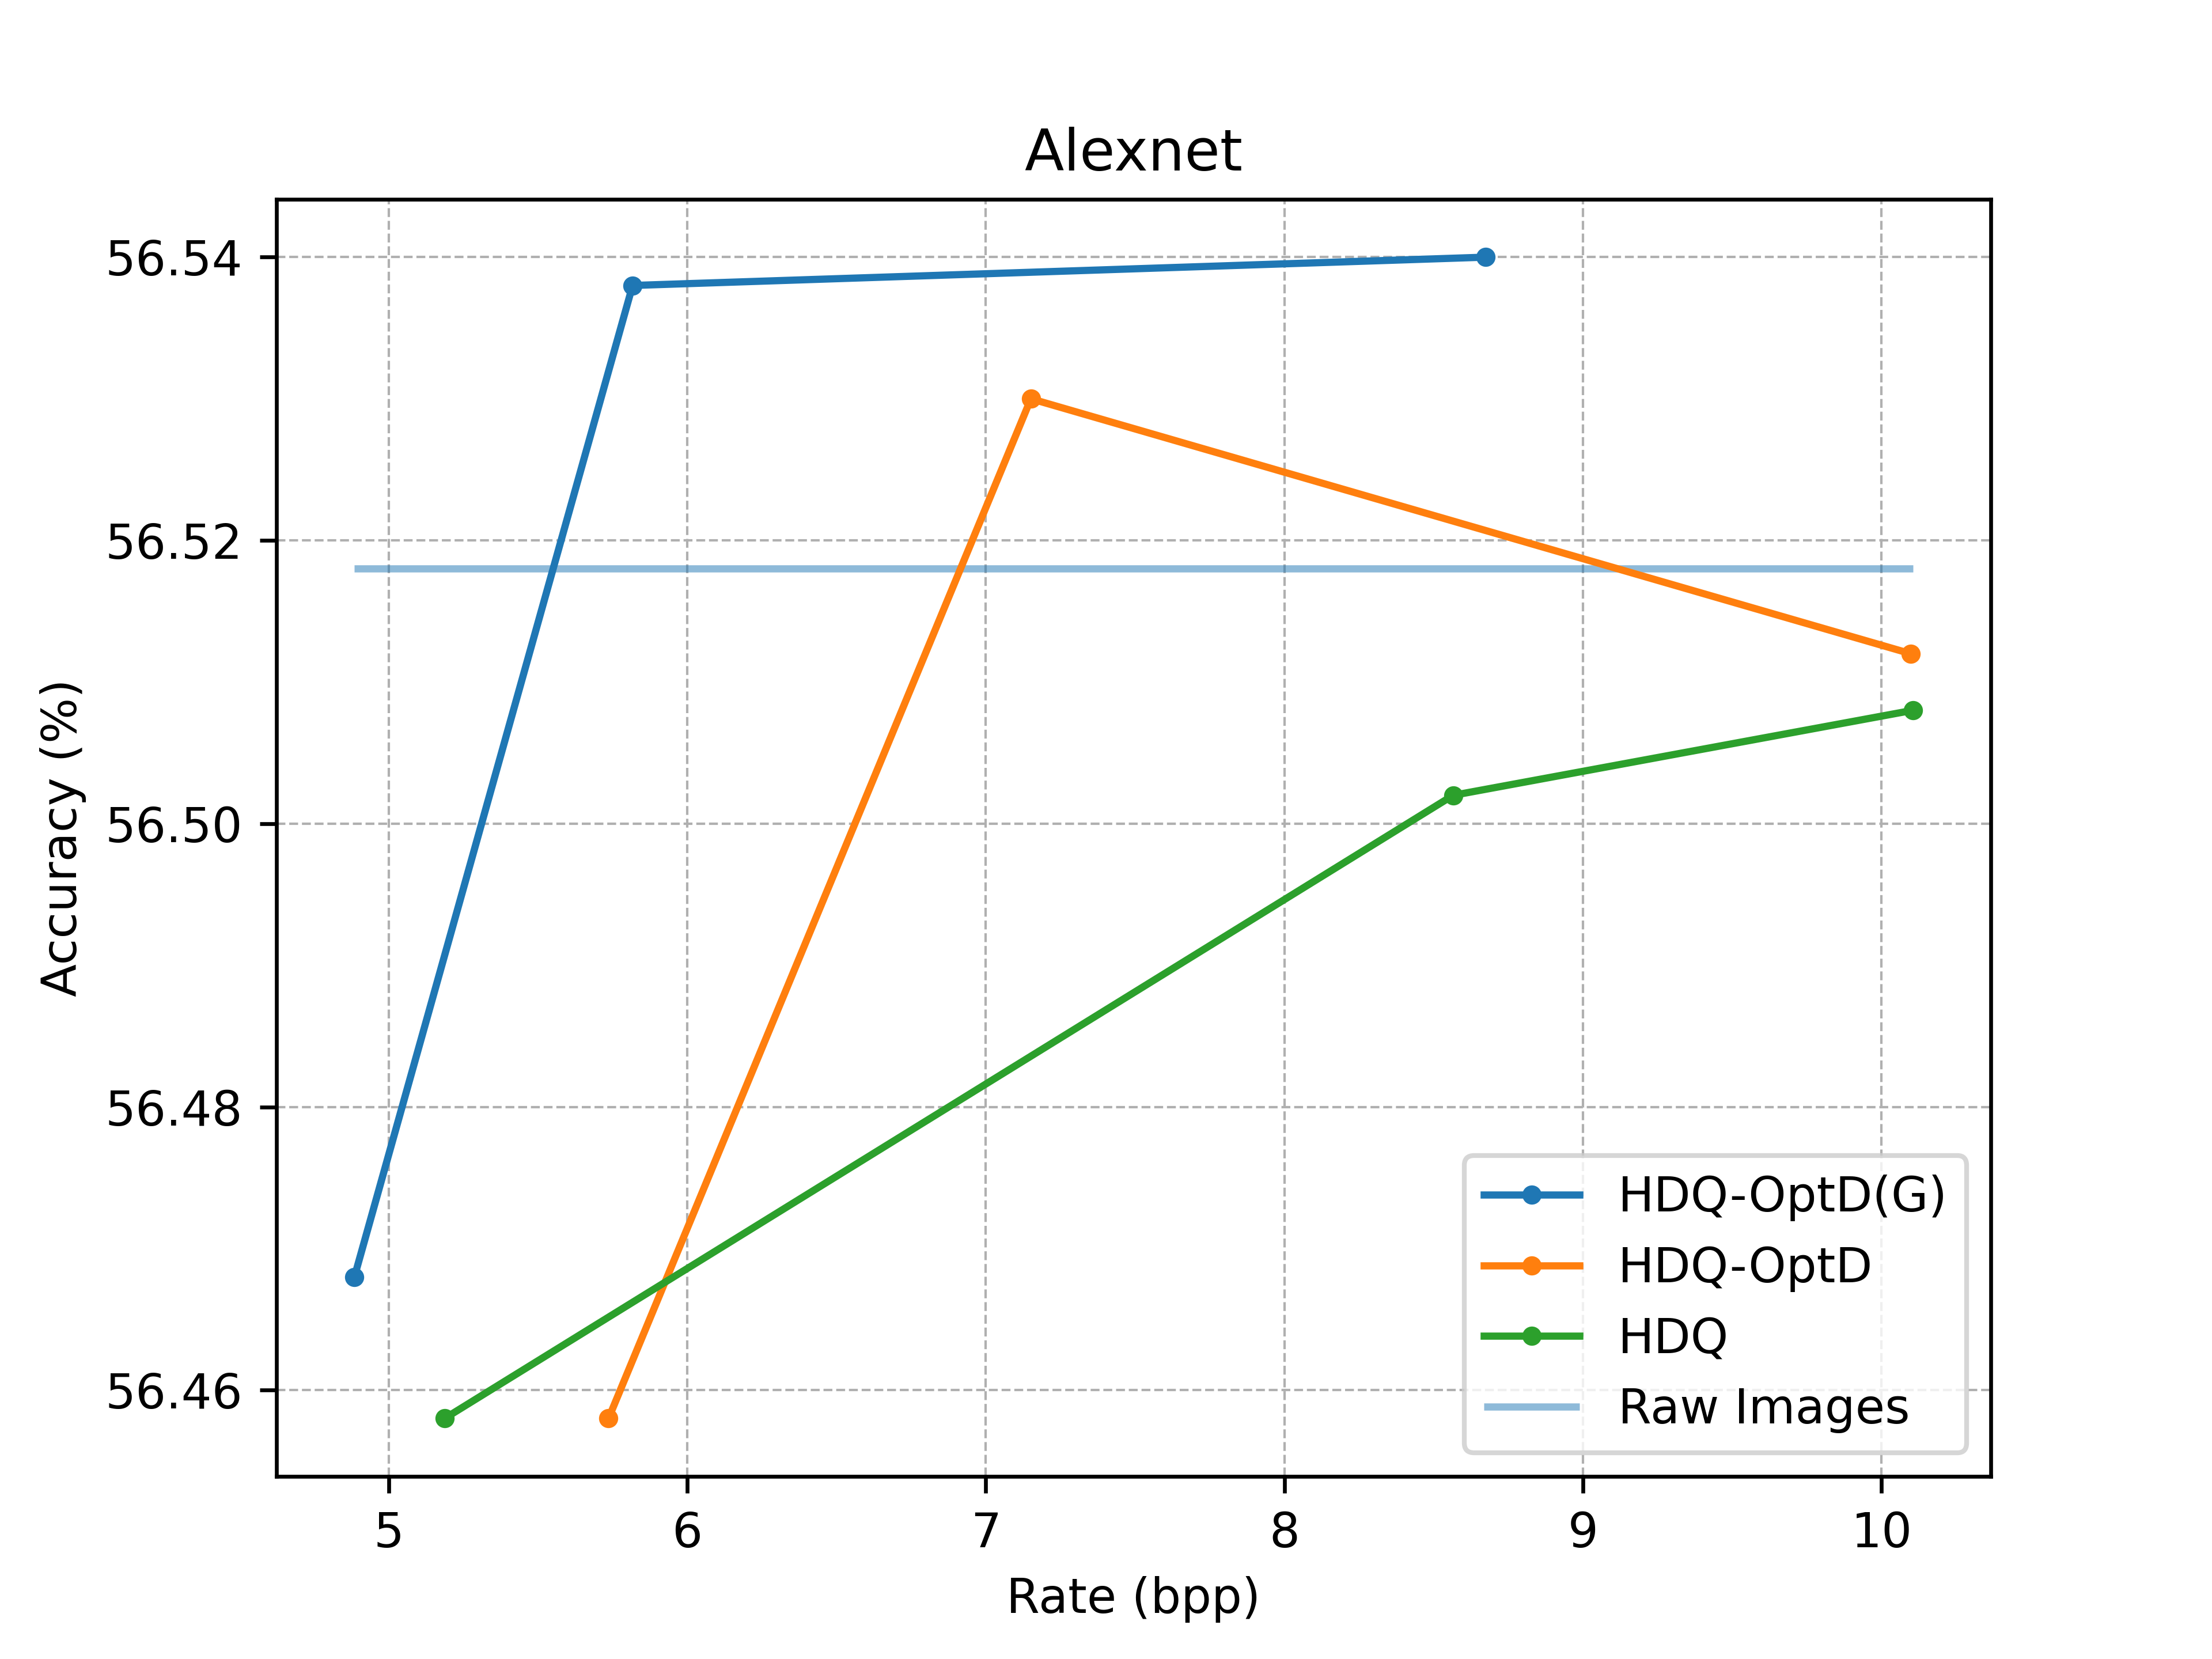 Alexnet
56.54
56.52
56.50
56.48
56.46
Accuracy (%)
HDQ-OptD(G)
HDQ-OptD
HDQ
Raw Images
5 6 7 8 9 10
Rate (bpp)